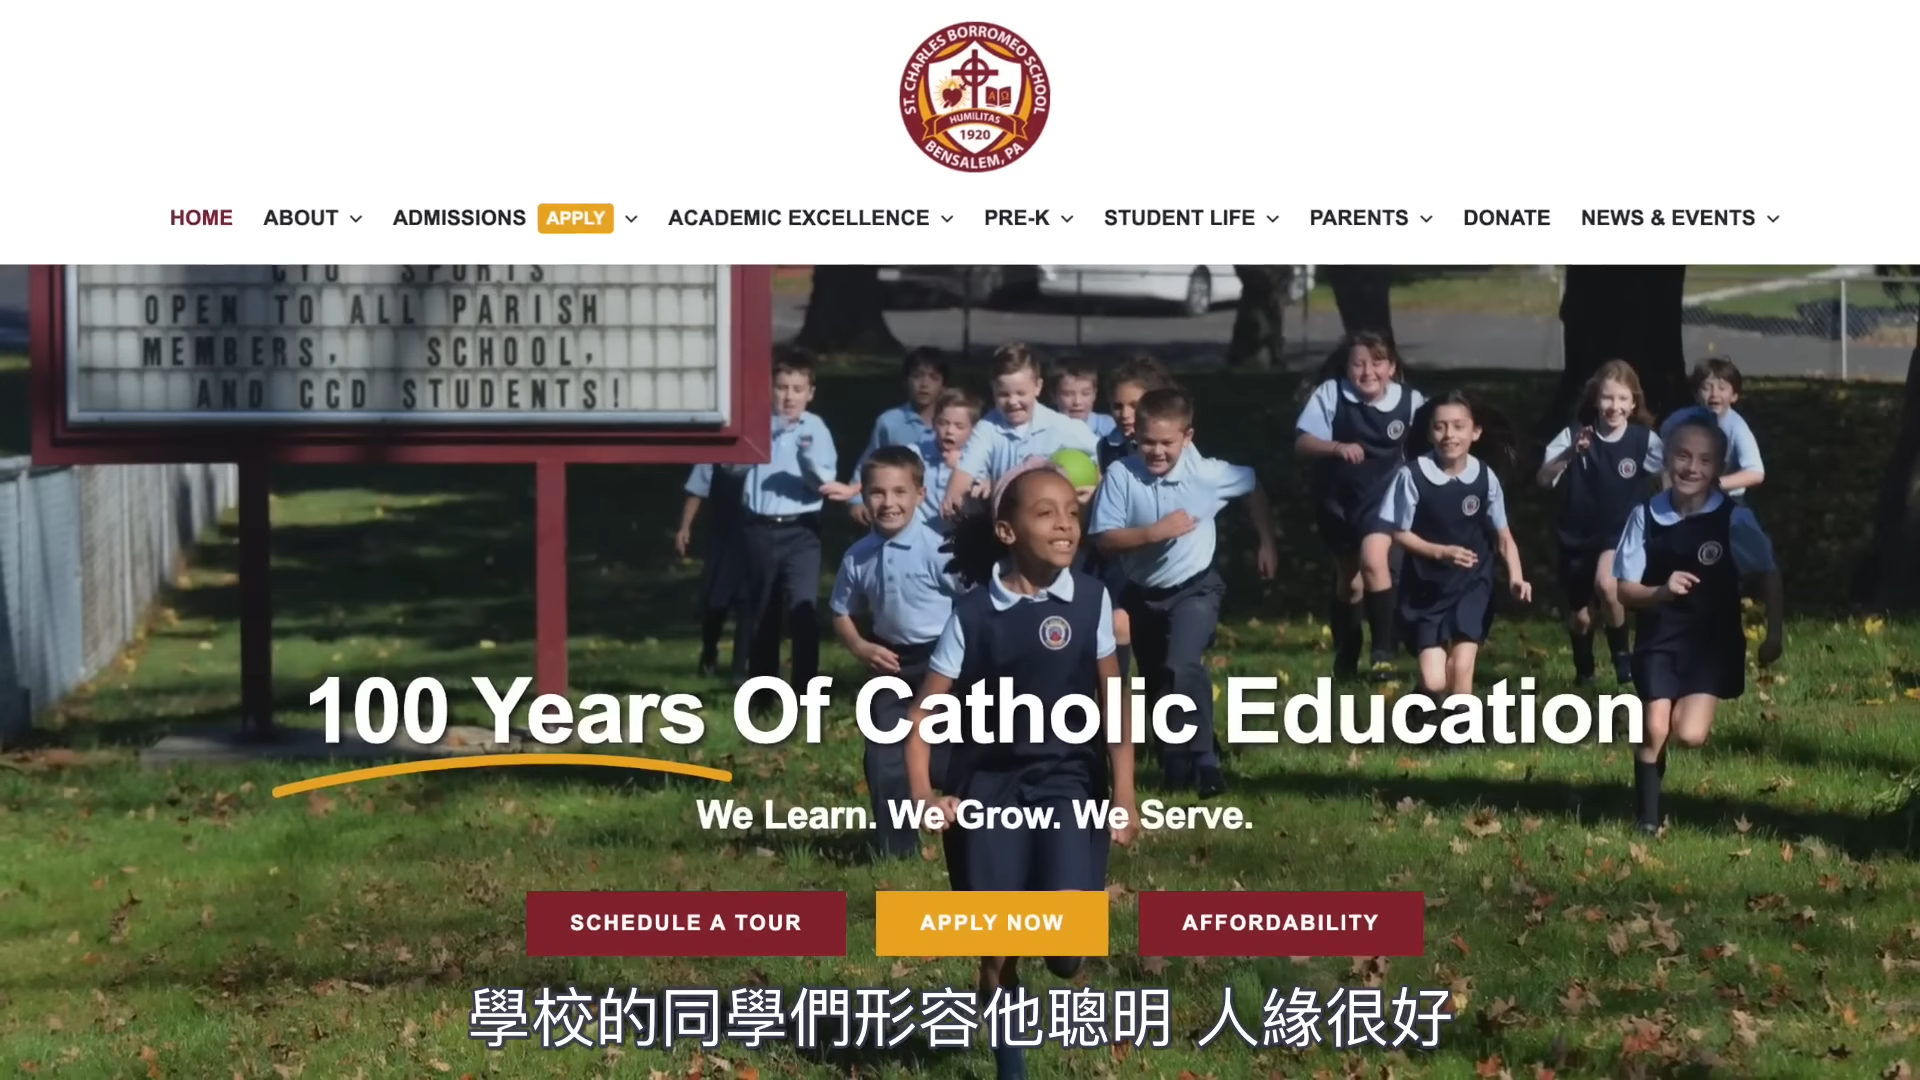 ST. CHARLES BORROMEO SCHOOL
A Ω
HUMILITAS
1920
BENSALEM, PA
HOME ABOUT ADMISSIONS APPLY ACADEMIC EXCELLENCE PRE-K STUDENT LIFE PARENTS DONATE NEWS & EVENTS
CYO SPORTS
OPEN TO ALL PARISH
MEMBERS, SCHOOL,
AND CCD STUDENTS!
100 Years Of Catholic Education
We Learn. We Grow. We Serve.
SCHEDULE A TOUR APPLY NOW AFFORDABILITY
學校的同學們形容他聰明 人緣很好